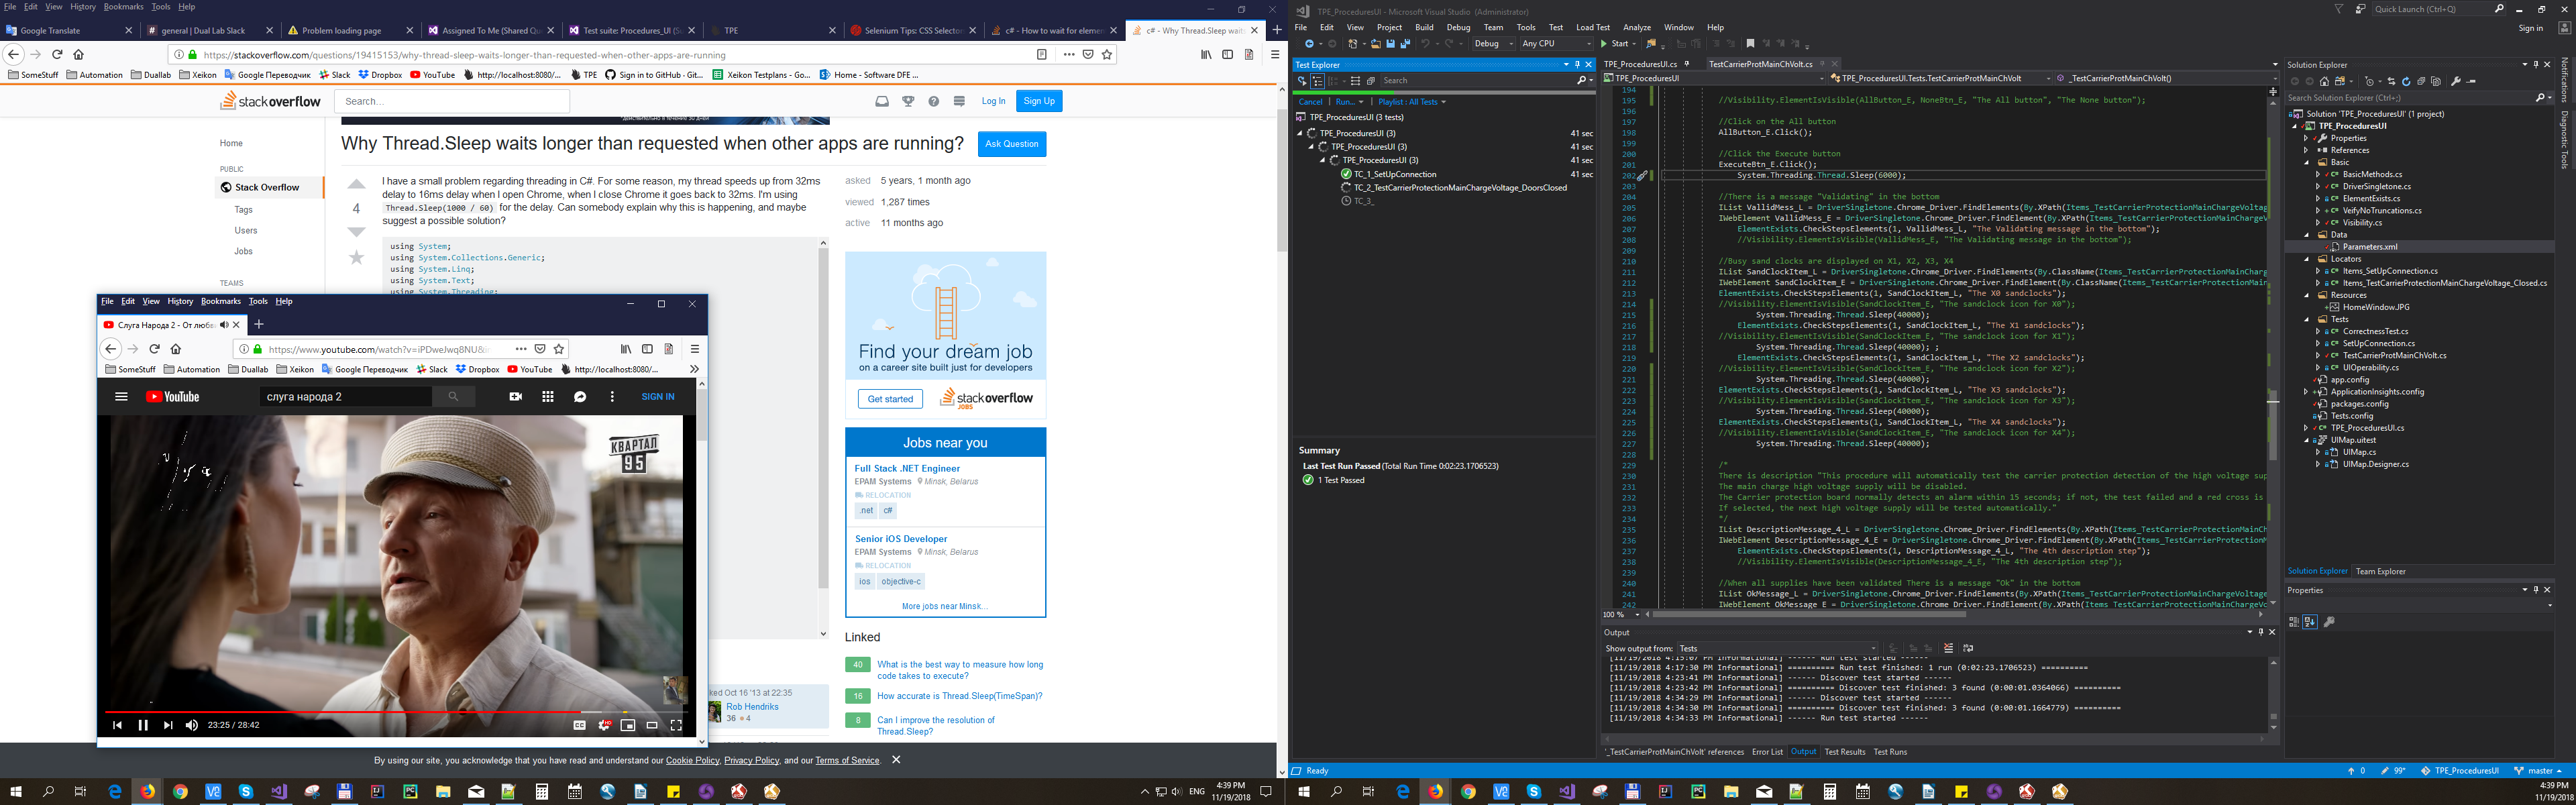 File Edit View History Bookmarks Tools Help
Google Translate
general | Dual Lab Slack
Problem loading page
Assigned To Me (Shared Qu
Test suite: Procedures_UI (Su
TPE
Selenium Tips: CSS Selector
c# - How to wait for elemen
c# - Why Thread.Sleep waits
https://stackoverflow.com/questions/19415153/why-thread-sleep-waits-longer-than-requested-when-other-apps-are-running
SomeStuff Automation Duallab Xeikon Google Переводчик Slack Dropbox YouTube http://localhost:8080/... TPE Sign in to GitHub · Git... Xeikon Testplans - Go... Home - Software DFE ...
stackoverflow
Search...
Log In
Sign Up
Home
PUBLIC
Stack Overflow
Tags
Users
Jobs
TEAMS
Why Thread.Sleep waits longer than requested when other apps are running?
Ask Question
4
I have a small problem regarding threading in C#. For some reason, my thread speeds up from 32ms
delay to 16ms delay when I open Chrome, when I close Chrome it goes back to 32ms. I'm using
Thread.Sleep(1000 / 60) for the delay. Can somebody explain why this is happening, and maybe
suggest a possible solution?
using System;
using System.Collections.Generic;
using System.Linq;
using System.Text;
using System.Threading;
asked 5 years, 1 month ago
viewed 1,287 times
active 11 months ago
Find your dream job
on a career site built just for developers
Get started
stackoverflow
JOBS
Jobs near you
Full Stack .NET Engineer
EPAM Systems Minsk, Belarus
RELOCATION
.net c#
Senior iOS Developer
EPAM Systems Minsk, Belarus
RELOCATION
ios objective-c
More jobs near Minsk...
Linked
40 What is the best way to measure how long
code takes to execute?
16 How accurate is Thread.Sleep(TimeSpan)?
8 Can I improve the resolution of
Thread.Sleep?
ked Oct 16 '13 at 22:35
Rob Hendriks
36 4
By using our site, you acknowledge that you have read and understand our Cookie Policy, Privacy Policy, and our Terms of Service.
File Edit View History Bookmarks Tools Help
Слуга Народа 2 - От любе
https://www.youtube.com/watch?v=iPDweJwq8NU&
SomeStuff Automation Duallab Xeikon Google Переводчик Slack Dropbox YouTube http://localhost:8080/...
YouTube
слуга народа 2
SIGN IN
КВАРТАЛ
95
23:25 / 28:42
ENG
4:39 PM
11/19/2018
TPE_ProceduresUI - Microsoft Visual Studio (Administrator)
Quick Launch (Ctrl+Q)
File Edit View Project Build Debug Team Tools Test Load Test Analyze Window Help
Sign in
Debug Any CPU Start
Test Explorer
Search
Cancel | Run... | Playlist : All Tests
TPE_ProceduresUI (3 tests)
TPE_ProceduresUI (3) 41 sec
TPE_ProceduresUI (3) 41 sec
TPE_ProceduresUI (3) 41 sec
TC_1_SetUpConnection 41 sec
TC_2_TestCarrierProtectionMainChargeVoltage_DoorsClosed
TC_3_
Summary
Last Test Run Passed (Total Run Time 0:02:23.1706523)
1 Test Passed
TPE_ProceduresUI.cs TestCarrierProtMainChVolt.cs
TPE_ProceduresUI TPE_ProceduresUI.Tests.TestCarrierProtMainChVolt _TestCarrierProtMainChVolt()
194
195 //Visibility.ElementIsVisible(AllButton_E, NoneBtn_E, "The All button", "The None button");
196
197 //Click on the All button
198 AllButton_E.Click();
199
200 //Click the Execute button
201 ExecuteBtn_E.Click();
202 System.Threading.Thread.Sleep(6000);
203
204 //There is a message "Validating" in the bottom
205 IList VallidMess_L = DriverSingletone.Chrome_Driver.FindElements(By.XPath(Items_TestCarrierProtectionMainChargeVoltag
206 IWebElement VallidMess_E = DriverSingletone.Chrome_Driver.FindElement(By.XPath(Items_TestCarrierProtectionMainChargeV
207 ElementExists.CheckStepsElements(1, VallidMess_L, "The Validating message in the bottom");
208 //Visibility.ElementIsVisible(VallidMess_E, "The Validating message in the bottom");
209
210 //Busy sand clocks are displayed on X1, X2, X3, X4
211 IList SandClockItem_L = DriverSingletone.Chrome_Driver.FindElements(By.ClassName(Items_TestCarrierProtectionMainCharg
212 IWebElement SandClockItem_E = DriverSingletone.Chrome_Driver.FindElement(By.ClassName(Items_TestCarrierProtectionMain
213 ElementExists.CheckStepsElements(1, SandClockItem_L, "The X0 sandclocks");
214 //Visibility.ElementIsVisible(SandClockItem_E, "The sandclock icon for X0");
215 System.Threading.Thread.Sleep(40000);
216 ElementExists.CheckStepsElements(1, SandClockItem_L, "The X1 sandclocks");
217 //Visibility.ElementIsVisible(SandClockItem_E, "The sandclock icon for X1");
218 System.Threading.Thread.Sleep(40000); ;
219 ElementExists.CheckStepsElements(1, SandClockItem_L, "The X2 sandclocks");
220 //Visibility.ElementIsVisible(SandClockItem_E, "The sandclock icon for X2");
221 System.Threading.Thread.Sleep(40000);
222 ElementExists.CheckStepsElements(1, SandClockItem_L, "The X3 sandclocks");
223 //Visibility.ElementIsVisible(SandClockItem_E, "The sandclock icon for X3");
224 System.Threading.Thread.Sleep(40000);
225 ElementExists.CheckStepsElements(1, SandClockItem_L, "The X4 sandclocks");
226 //Visibility.ElementIsVisible(SandClockItem_E, "The sandclock icon for X4");
227 System.Threading.Thread.Sleep(40000);
228
229 /*
230 There is description "This procedure will automatically test the carrier protection detection of the high voltage sup
231 The main charge high voltage supply will be disabled.
232 The Carrier protection board normally detects an alarm within 15 seconds; if not, the test failed and a red cross is
233 If selected, the next high voltage supply will be tested automatically."
234 */
235 IList DescriptionMessage_4_L = DriverSingletone.Chrome_Driver.FindElements(By.XPath(Items_TestCarrierProtectionMainCh
236 IWebElement DescriptionMessage_4_E = DriverSingletone.Chrome_Driver.FindElement(By.XPath(Items_TestCarrierProtectionM
237 ElementExists.CheckStepsElements(1, DescriptionMessage_4_L, "The 4th description step");
238 //Visibility.ElementIsVisible(DescriptionMessage_4_E, "The 4th description step");
239
240 //When all supplies have been validated There is a message "Ok" in the bottom
241 IList OkMessage_L = DriverSingletone.Chrome_Driver.FindElements(By.XPath(Items_TestCarrierProtectionMainChargeVoltage
242 IWebElement OkMessage_E = DriverSingletone.Chrome_Driver.FindElement(By.XPath(Items_TestCarrierProtectionMainChargeVo
100 %
Output
Show output from: Tests
[11/19/2018 4:15:07 PM Informational] ------ Run test started ------
[11/19/2018 4:17:30 PM Informational] ========== Run test finished: 1 run (0:02:23.1706523) ==========
[11/19/2018 4:23:41 PM Informational] ------ Discover test started ------
[11/19/2018 4:23:42 PM Informational] ========== Discover test finished: 3 found (0:00:01.0364066) ==========
[11/19/2018 4:34:29 PM Informational] ------ Discover test started ------
[11/19/2018 4:34:30 PM Informational] ========== Discover test finished: 3 found (0:00:01.1664779) ==========
[11/19/2018 4:34:33 PM Informational] ------ Run test started ------
'_TestCarrierProtMainChVolt' references Error List Output Test Results Test Runs
Solution Explorer
Search Solution Explorer (Ctrl+;)
Solution 'TPE_ProceduresUI' (1 project)
TPE_ProceduresUI
Properties
References
Basic
BasicMethods.cs
DriverSingletone.cs
ElementExists.cs
VeifyNoTruncations.cs
Visibility.cs
Data
Parameters.xml
Locators
Items_SetUpConnection.cs
Items_TestCarrierProtectionMainChargeVoltage_Closed.cs
Resources
HomeWindow.JPG
Tests
CorrectnessTest.cs
SetUpConnection.cs
TestCarrierProtMainChVolt.cs
UIOperability.cs
app.config
ApplicationInsights.config
packages.config
Tests.config
TPE_ProceduresUI.cs
UIMap.uitest
UIMap.cs
UIMap.Designer.cs
Solution Explorer Team Explorer
Properties
Notifications
Diagnostic Tools
Ready
0 99* TPE_ProceduresUI master
4:39 PM
11/19/2018